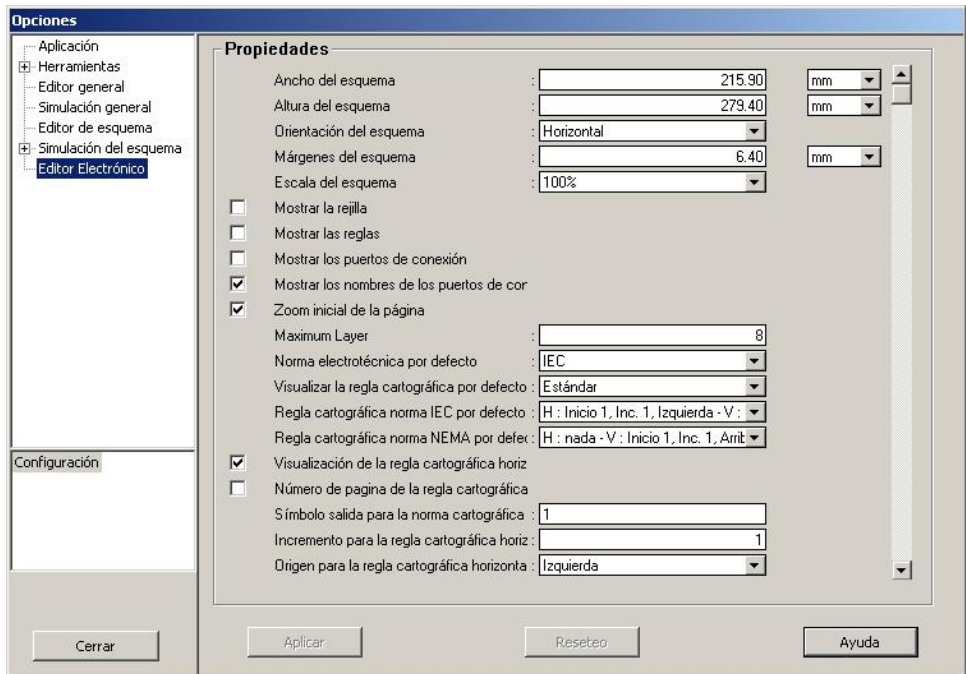 Opciones
Aplicación
Herramientas
Editor general
Simulación general
Editor de esquema
Simulación del esquema
Editor Electrónico
Configuración
Cerrar
Propiedades
Ancho del esquema : 215.90 mm
Altura del esquema : 279.40 mm
Orientación del esquema : Horizontal
Márgenes del esquema : 6.40 mm
Escala del esquema : 100%
Mostrar la rejilla
Mostrar las reglas
Mostrar los puertos de conexión
Mostrar los nombres de los puertos de cor
Zoom inicial de la página
Maximum Layer : 8
Norma electrotécnica por defecto : IEC
Visualizar la regla cartográfica por defecto : Estándar
Regla cartográfica norma IEC por defecto : H : Inicio 1, Inc. 1, Izquierda - V :
Regla cartográfica norma NEMA por defec : H : nada - V : Inicio 1, Inc. 1, Arrib
Visualización de la regla cartográfica horiz
Número de pagina de la regla cartográfica
Símbolo salida para la norma cartográfica : 1
Incremento para la regla cartográfica horiz : 1
Origen para la regla cartográfica horizonta : Izquierda
Aplicar
Reseteo
Ayuda